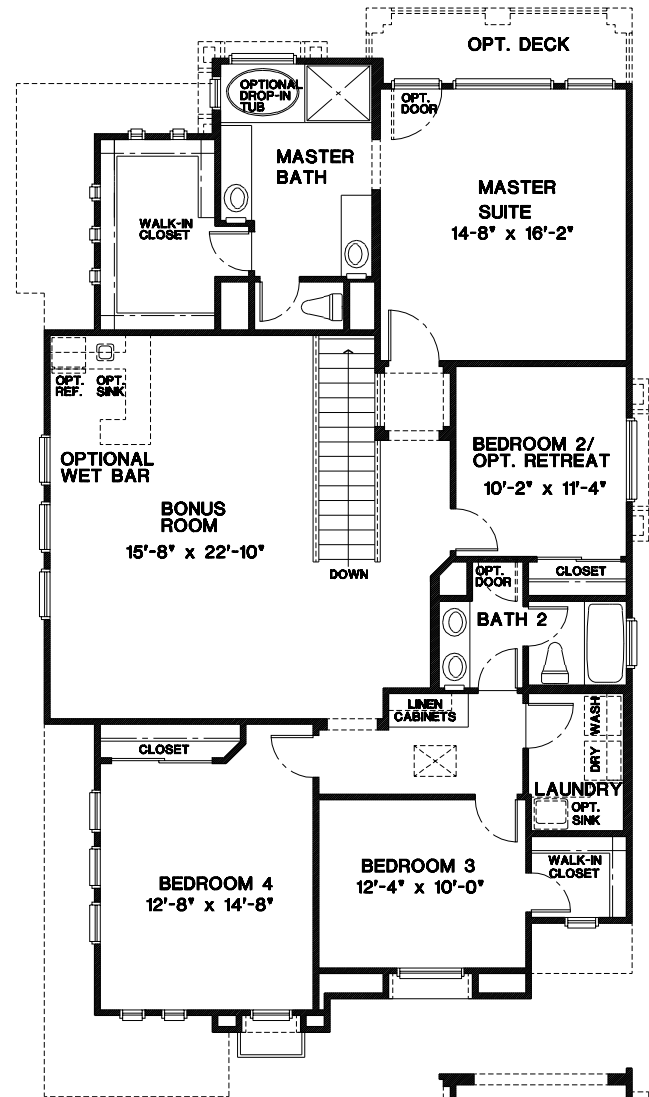 OPT. DECK
OPTIONAL
DROP-IN
TUB
OPT.
DOOR
MASTER
BATH
MASTER
SUITE
14'-8" x 16'-2"
WALK-IN
CLOSET
OPT.
REF.
OPT.
SINK
OPTIONAL
WET BAR
BEDROOM 2/
OPT. RETREAT
10'-2" x 11'-4"
BONUS
ROOM
15'-8" x 22'-10"
DOWN
OPT.
DOOR
CLOSET
BATH 2
LINEN
CABINETS
WASH
DRY
CLOSET
LAUNDRY
OPT.
SINK
BEDROOM 3
12'-4" x 10'-0"
WALK-IN
CLOSET
BEDROOM 4
12'-8" x 14'-8"